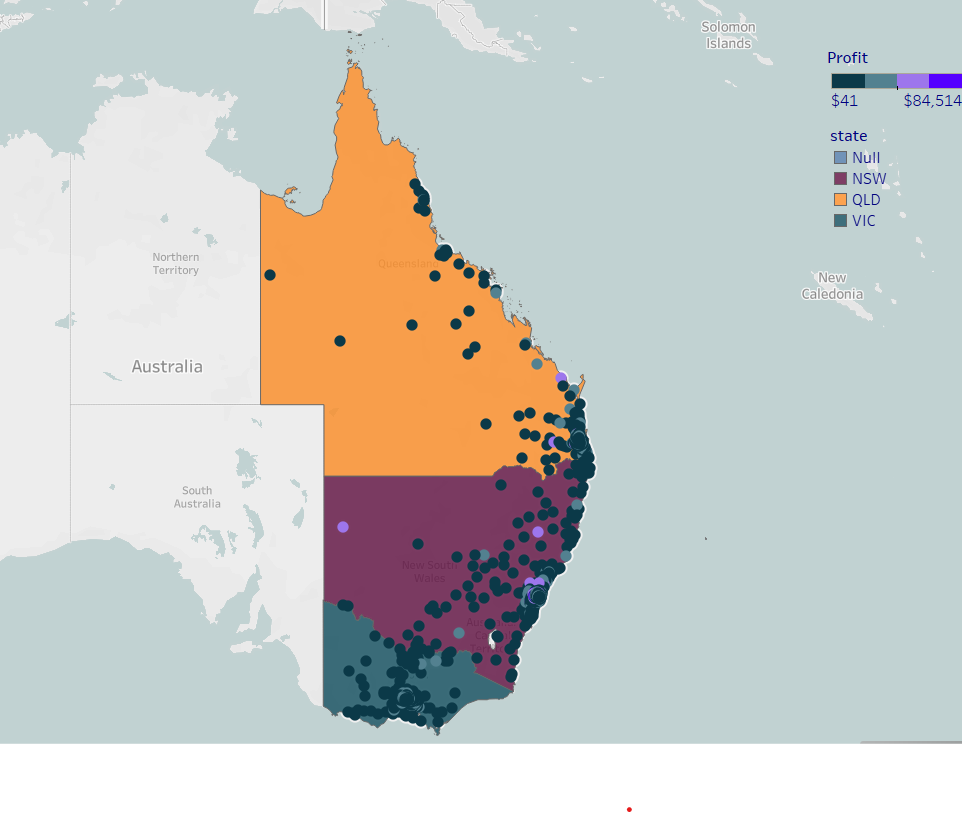 Solomon
Islands
Profit
$41
$84,514
state
Null
NSW
QLD
VIC
Northern
Territory
Queensland
New
Caledonia
Australia
South
Australia
New South
Wales